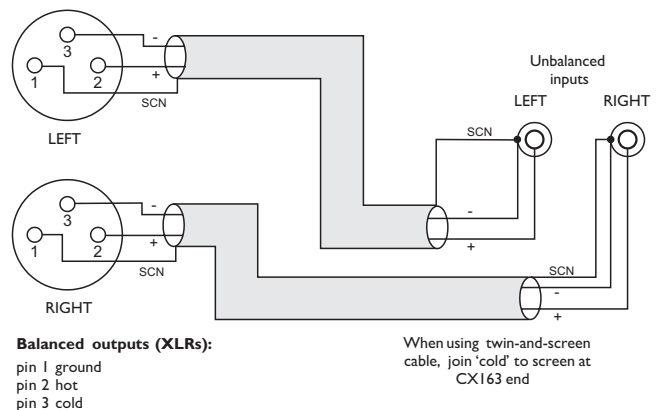 3
-
1
2
+
SCN
LEFT
Unbalanced
inputs
LEFT
RIGHT
SCN
-
+
3
-
1
2
+
SCN
RIGHT
SCN
-
+
Balanced outputs (XLRs):
pin 1 ground
pin 2 hot
pin 3 cold
When using twin-and-screen
cable, join ‘cold’ to screen at
CX163 end